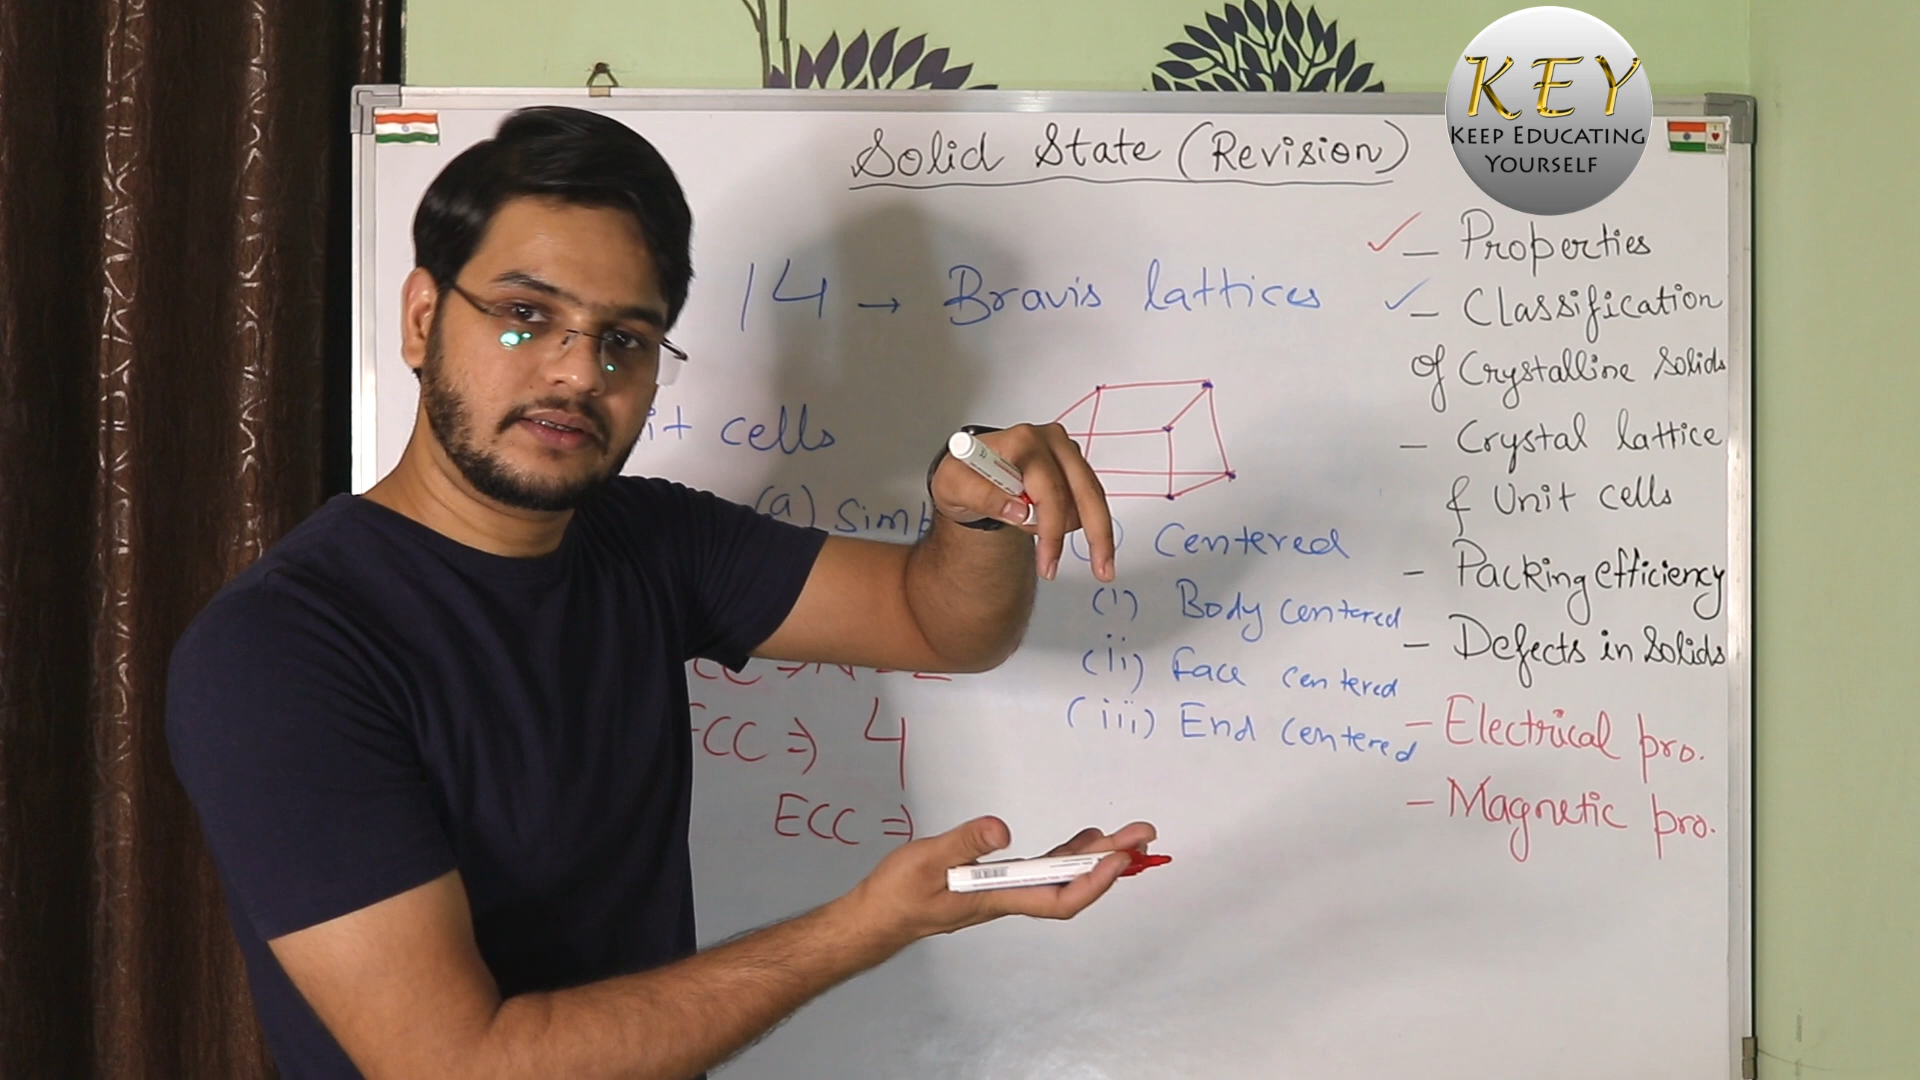 KEY
KEEP EDUCATING
YOURSELF
Solid State (Revision)
14 → Bravis lattices
cells
(a)
Centered
(i) Body centered
(ii) Face centered
(iii) End centered
4
ECC ⇒
✓ – Properties
✓ – Classification
of Crystalline Solids
– Crystal lattice
& Unit cells
– Packing efficiency
– Defects in Solids
– Electrical pro.
– Magnetic pro.